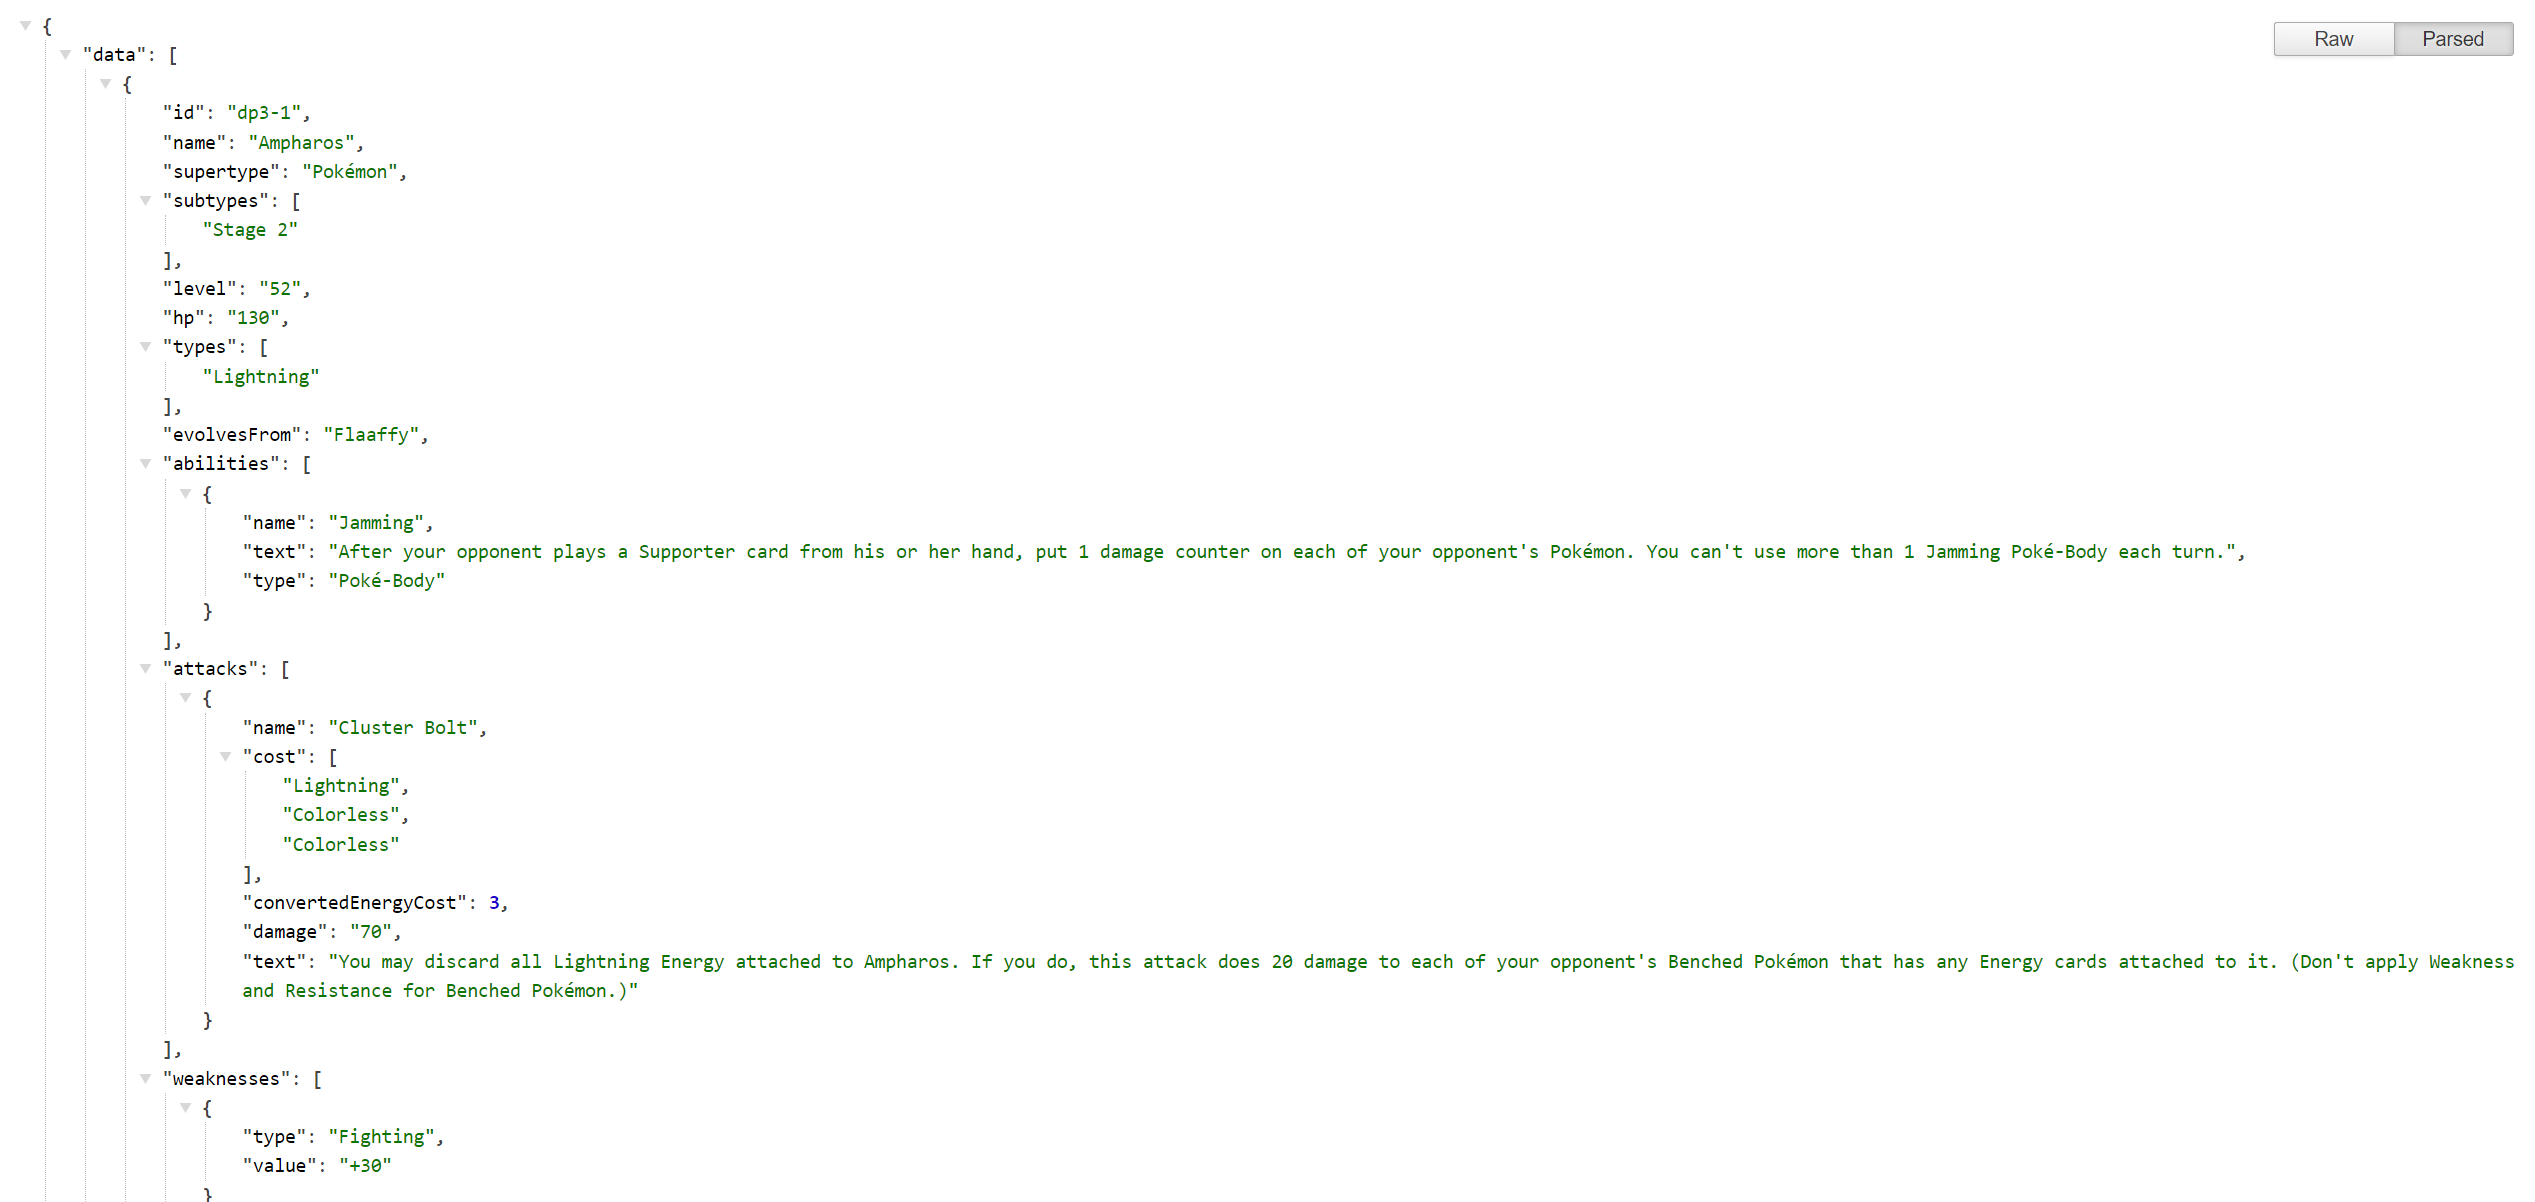 {
"data": [
Raw Parsed
{
"id": "dp3-1",
"name": "Ampharos",
"supertype": "Pokémon",
"subtypes": [
"Stage 2"
],
"level": "52",
"hp": "130",
"types": [
"Lightning"
],
"evolvesFrom": "Flaaffy",
"abilities": [
{
"name": "Jamming",
"text": "After your opponent plays a Supporter card from his or her hand, put 1 damage counter on each of your opponent's Pokémon. You can't use more than 1 Jamming Poké-Body each turn.",
"type": "Poké-Body"
}
],
"attacks": [
{
"name": "Cluster Bolt",
"cost": [
"Lightning",
"Colorless",
"Colorless"
],
"convertedEnergyCost": 3,
"damage": "70",
"text": "You may discard all Lightning Energy attached to Ampharos. If you do, this attack does 20 damage to each of your opponent's Benched Pokémon that has any Energy cards attached to it. (Don't apply Weakness
and Resistance for Benched Pokémon.)"
}
],
"weaknesses": [
{
"type": "Fighting",
"value": "+30"
}